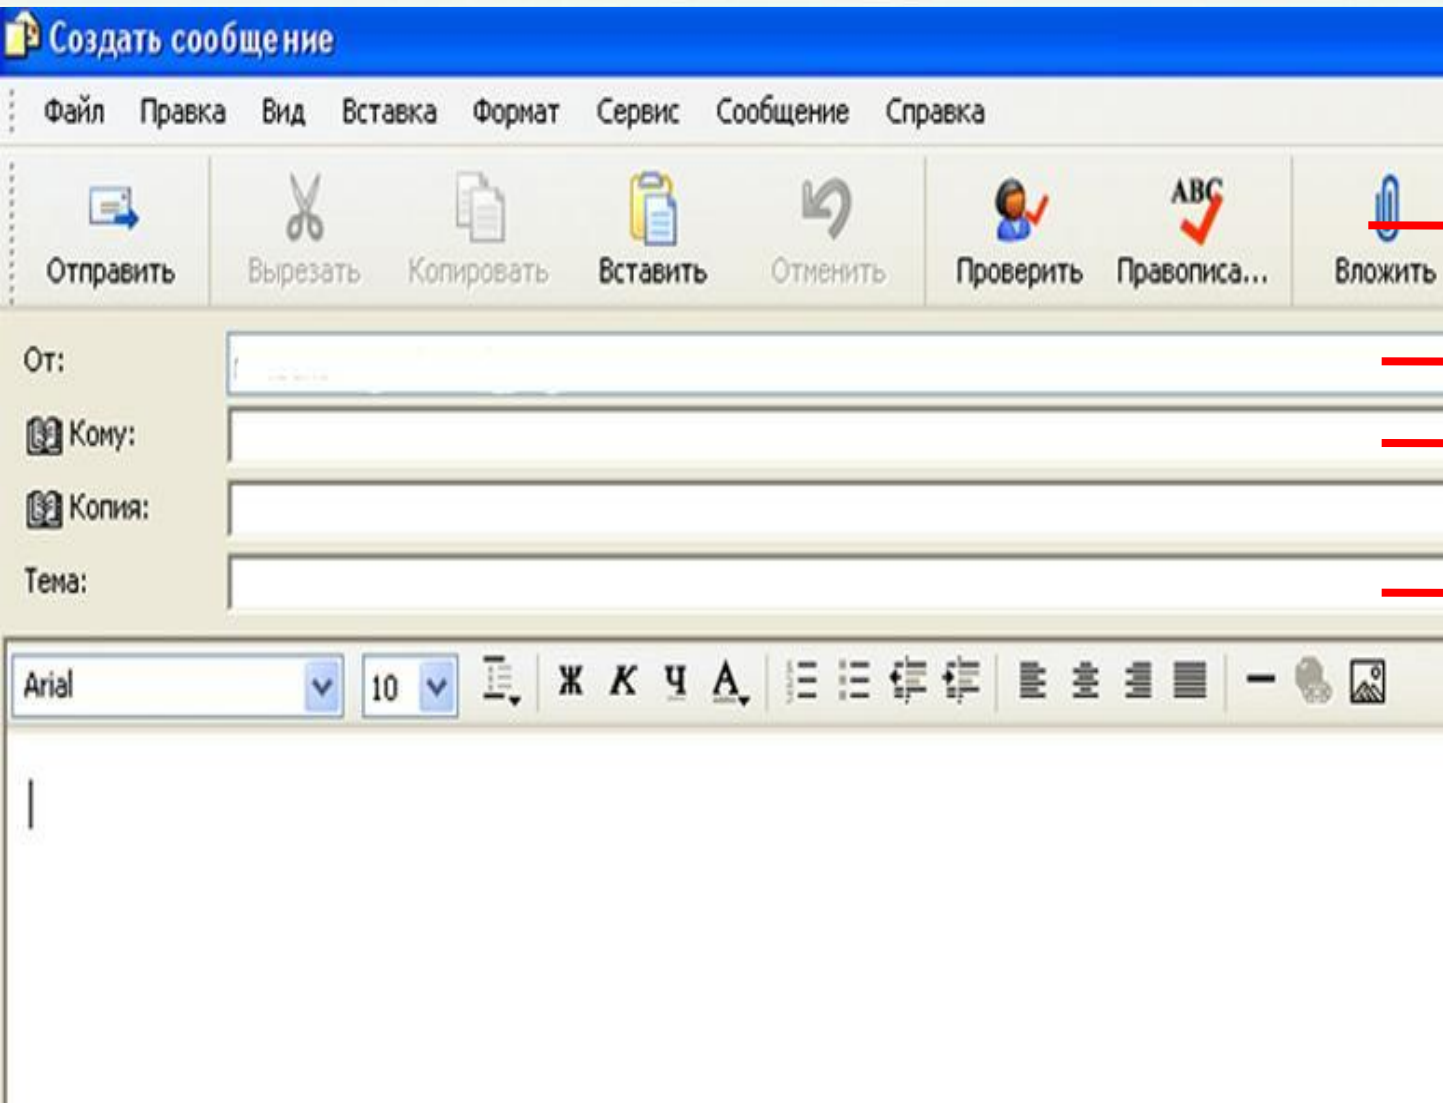 Создать сообщение
Файл Правка Вид Вставка Формат Сервис Сообщение Справка
ABC
Отправить Вырезать Копировать Вставить Отменить Проверить Правописа... Вложить
От:
Кому:
Копия:
Тема:
Arial 10 Ж К Ч А